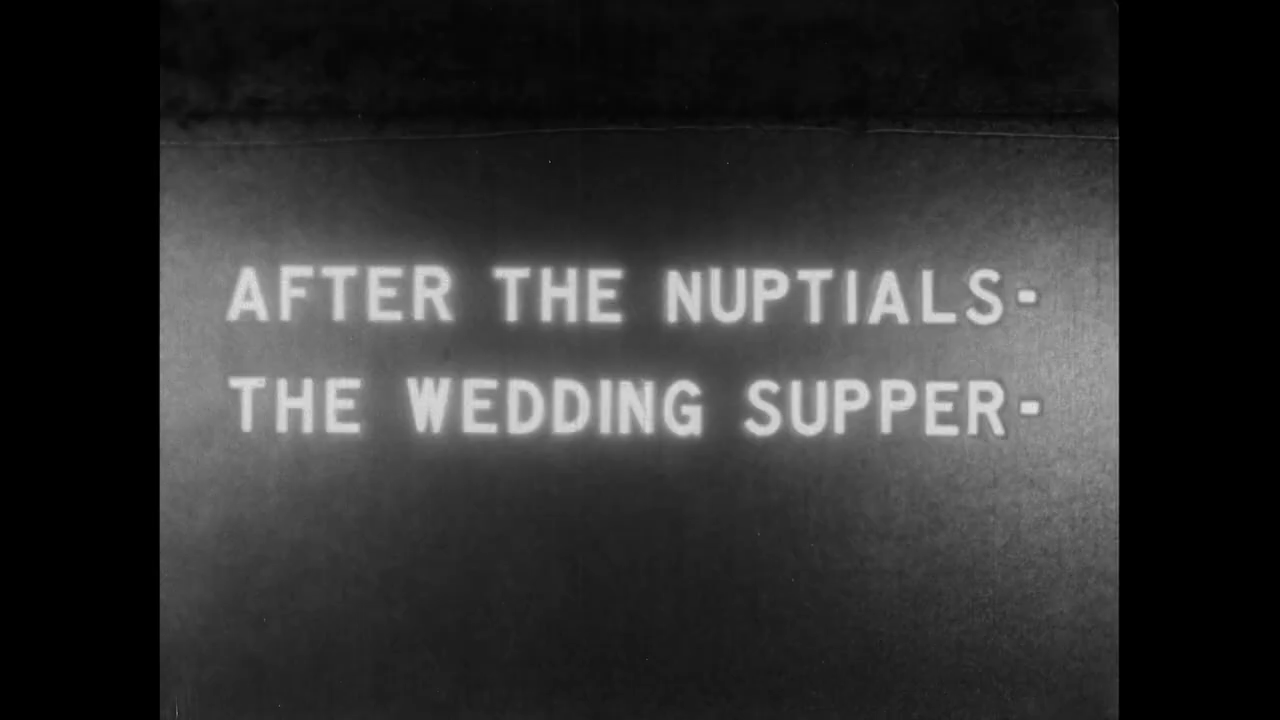 AFTER THE NUPTIALS-
THE WEDDING SUPPER-